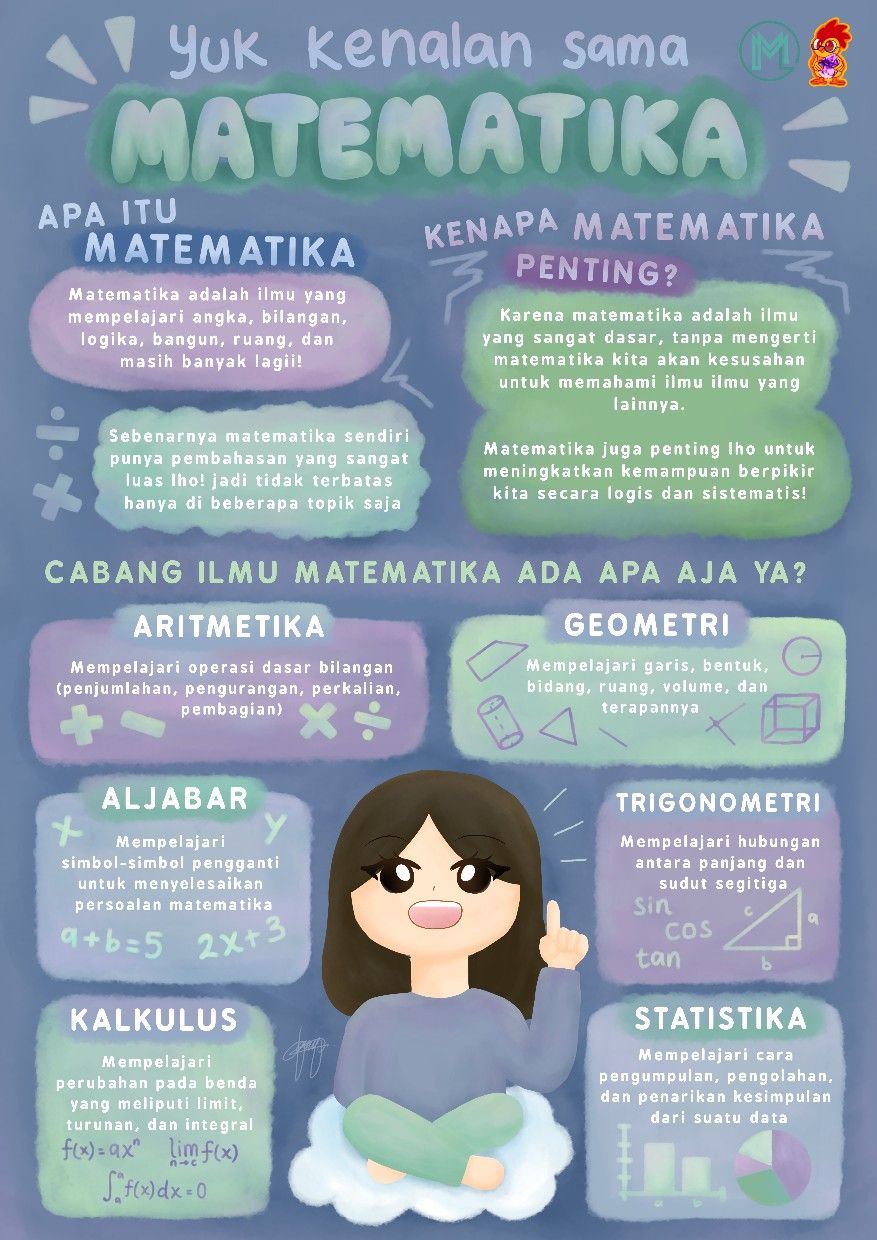 yuk kenalan sama
MATEMATIKA
M
APA ITU
MATEMATIKA
Matematika adalah ilmu yang
mempelajari angka, bilangan,
logika, bangun, ruang, dan
masih banyak lagii!
Sebenarnya matematika sendiri
punya pembahasan yang sangat
luas lho! jadi tidak terbatas
hanya di beberapa topik saja
KENAPA MATEMATIKA
PENTING?
Karena matematika adalah ilmu
yang sangat dasar, tanpa mengerti
matematika kita akan kesusahan
untuk memahami ilmu ilmu yang
lainnya.
Matematika juga penting lho untuk
meningkatkan kemampuan berpikir
kita secara logis dan sistematis!
CABANG ILMU MATEMATIKA ADA APA AJA YA?
ARITMETIKA
Mempelajari operasi dasar bilangan
(penjumlahan, pengurangan, perkalian,
pembagian)
+ - × ÷
GEOMETRI
Mempelajari garis, bentuk,
bidang, ruang, volume, dan
terapannya
ALJABAR
x y
Mempelajari
simbol-simbol pengganti
untuk menyelesaikan
persoalan matematika
a+b=5 2x+3
TRIGONOMETRI
Mempelajari hubungan
antara panjang dan
sudut segitiga
sin
cos
tan
c a
b
KALKULUS
Mempelajari
perubahan pada benda
yang meliputi limit,
turunan, dan integral
f(x)=axⁿ lim f(x)
n→c
∫ₐᵃ f(x)dx=0
STATISTIKA
Mempelajari cara
pengumpulan, pengolahan,
dan penarikan kesimpulan
dari suatu data
a b